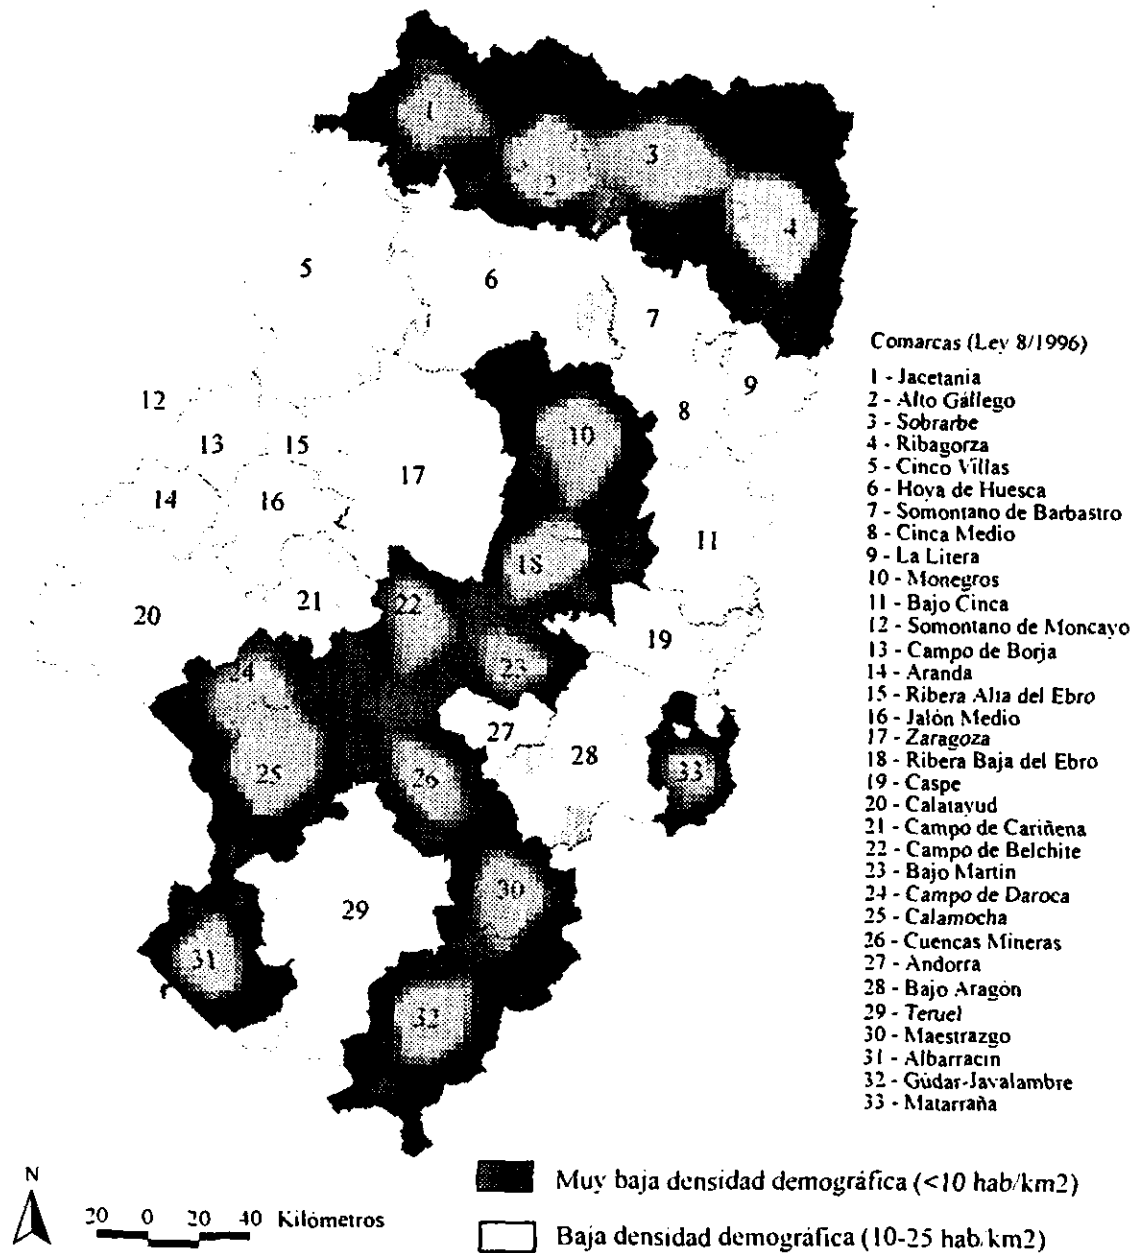 1
2
3
4
5
6
7
8
9
10
11
12
13
14
15
16
17
18
19
20
21
22
23
24
25
26
27
28
29
30
31
32
33
Comarcas (Ley 8/1996)
1 - Jacetania
2 - Alto Gállego
3 - Sobrarbe
4 - Ribagorza
5 - Cinco Villas
6 - Hoya de Huesca
7 - Somontano de Barbastro
8 - Cinca Medio
9 - La Litera
10 - Monegros
11 - Bajo Cinca
12 - Somontano de Moncayo
13 - Campo de Borja
14 - Aranda
15 - Ribera Alta del Ebro
16 - Jalón Medio
17 - Zaragoza
18 - Ribera Baja del Ebro
19 - Caspe
20 - Calatayud
21 - Campo de Cariñena
22 - Campo de Belchite
23 - Bajo Martín
24 - Campo de Daroca
25 - Calamocha
26 - Cuencas Mineras
27 - Andorra
28 - Bajo Aragón
29 - Teruel
30 - Maestrazgo
31 - Albarracín
32 - Gúdar-Javalambre
33 - Matarraña
N
20 0 20 40 Kilómetros
Muy baja densidad demográfica (<10 hab/km2)
Baja densidad demográfica (10-25 hab/km2)